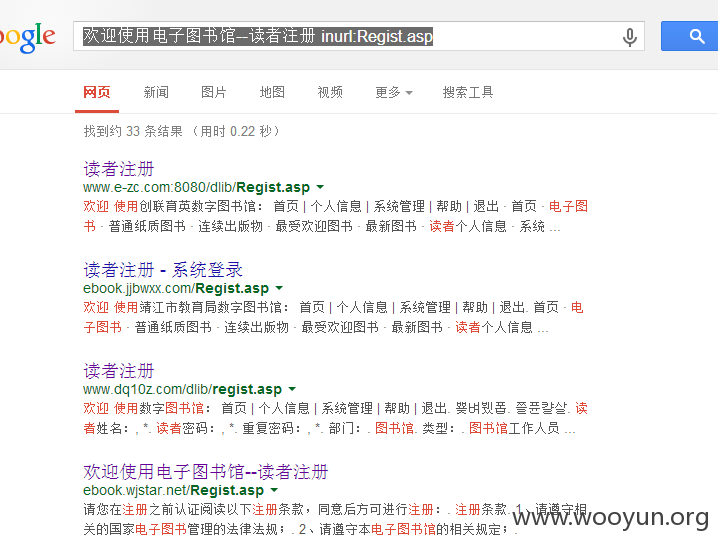 ogle 欢迎使用电子图书馆--读者注册 inurl:Regist.asp
网页 新闻 图片 地图 视频 更多 搜索工具
找到约 33 条结果 （用时 0.22 秒）
读者注册
www.e-zc.com:8080/dlib/Regist.asp
欢迎 使用创联育英数字图书馆： 首页 | 个人信息 | 系统管理 | 帮助 | 退出 · 首页 · 电子图
书 · 普通纸质图书 · 连续出版物 · 最受欢迎图书 · 最新图书 · 读者个人信息 · 系统 ...
读者注册 - 系统登录
ebook.jjbwxx.com/Regist.asp
欢迎 使用靖江市教育局数字图书馆： 首页 | 个人信息 | 系统管理 | 帮助 | 退出. 首页 · 电
子图书 · 普通纸质图书 · 连续出版物 · 最受欢迎图书 · 最新图书 · 读者个人信息 ...
读者注册
www.dq10z.com/dlib/regist.asp
欢迎 使用数字图书馆： 首页 | 个人信息 | 系统管理 | 帮助 | 退出. 读
者姓名：, *. 读者密码：, *. 重复密码：, *. 部门：. 图书馆. 类型：. 图书馆工作人员 ...
欢迎使用电子图书馆--读者注册
ebook.wjstar.net/Regist.asp
请您在注册之前认证阅读以下注册条款，同意后方可进行注册：. 注册条款. 1、请遵守相
关的国家电子图书管理的法律法规；. 2、请遵守本电子图书馆的相关规定；.
www.wooyun.org